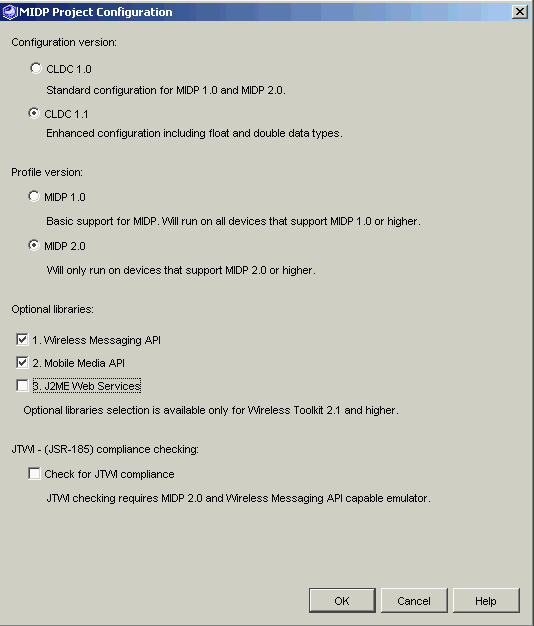 MIDP Project Configuration
Configuration version:
CLDC 1.0
Standard configuration for MIDP 1.0 and MIDP 2.0.
CLDC 1.1
Enhanced configuration including float and double data types.
Profile version:
MIDP 1.0
Basic support for MIDP. Will run on all devices that support MIDP 1.0 or higher.
MIDP 2.0
Will only run on devices that support MIDP 2.0 or higher.
Optional libraries:
1. Wireless Messaging API
2. Mobile Media API
3. J2ME Web Services
Optional libraries selection is available only for Wireless Toolkit 2.1 and higher.
JTWI - (JSR-185) compliance checking:
Check for JTWI compliance
JTWI checking requires MIDP 2.0 and Wireless Messaging API capable emulator.
OK Cancel Help